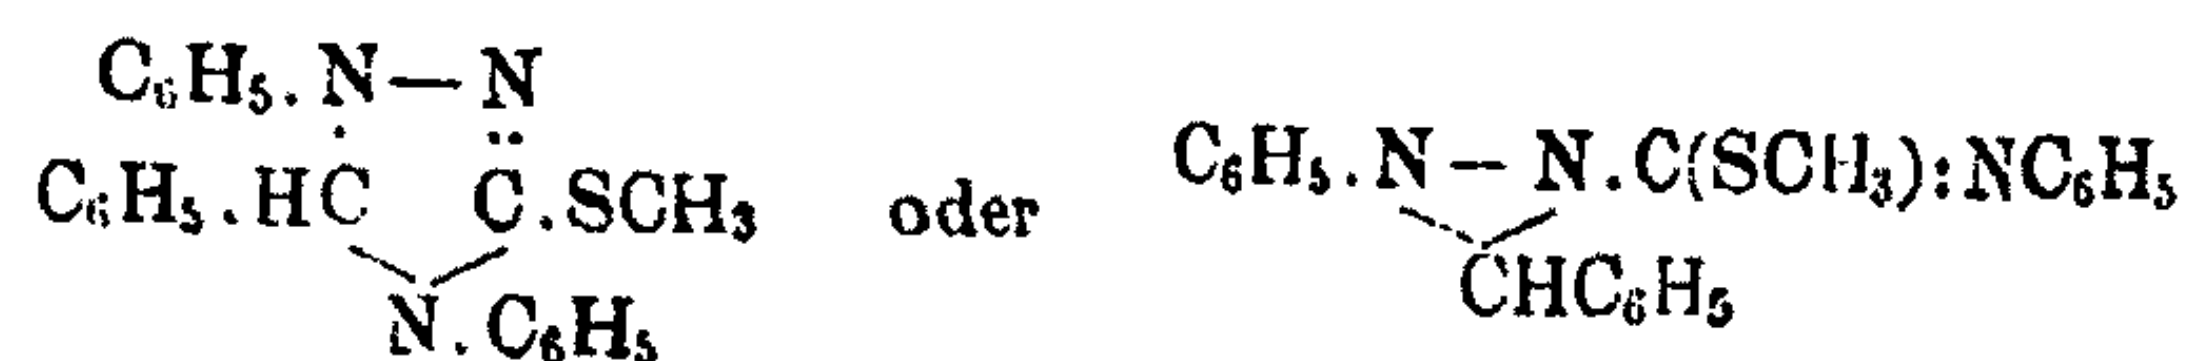 C₆H₅.N—N
C₆H₅.HC C.SCH₃ oder C₆H₅.N—N.C(SCH₃):NC₆H₅
N.C₆H₅ CHC₆H₅